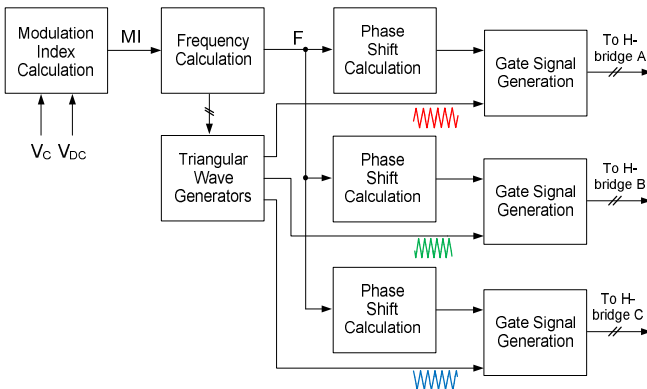 Modulation
Index
Calculation
MI
Frequency
Calculation
F
Phase
Shift
Calculation
Gate Signal
Generation
To H-
bridge A
VC VDC
Triangular
Wave
Generators
Phase
Shift
Calculation
Gate Signal
Generation
To H-
bridge B
Phase
Shift
Calculation
Gate Signal
Generation
To H-
bridge C